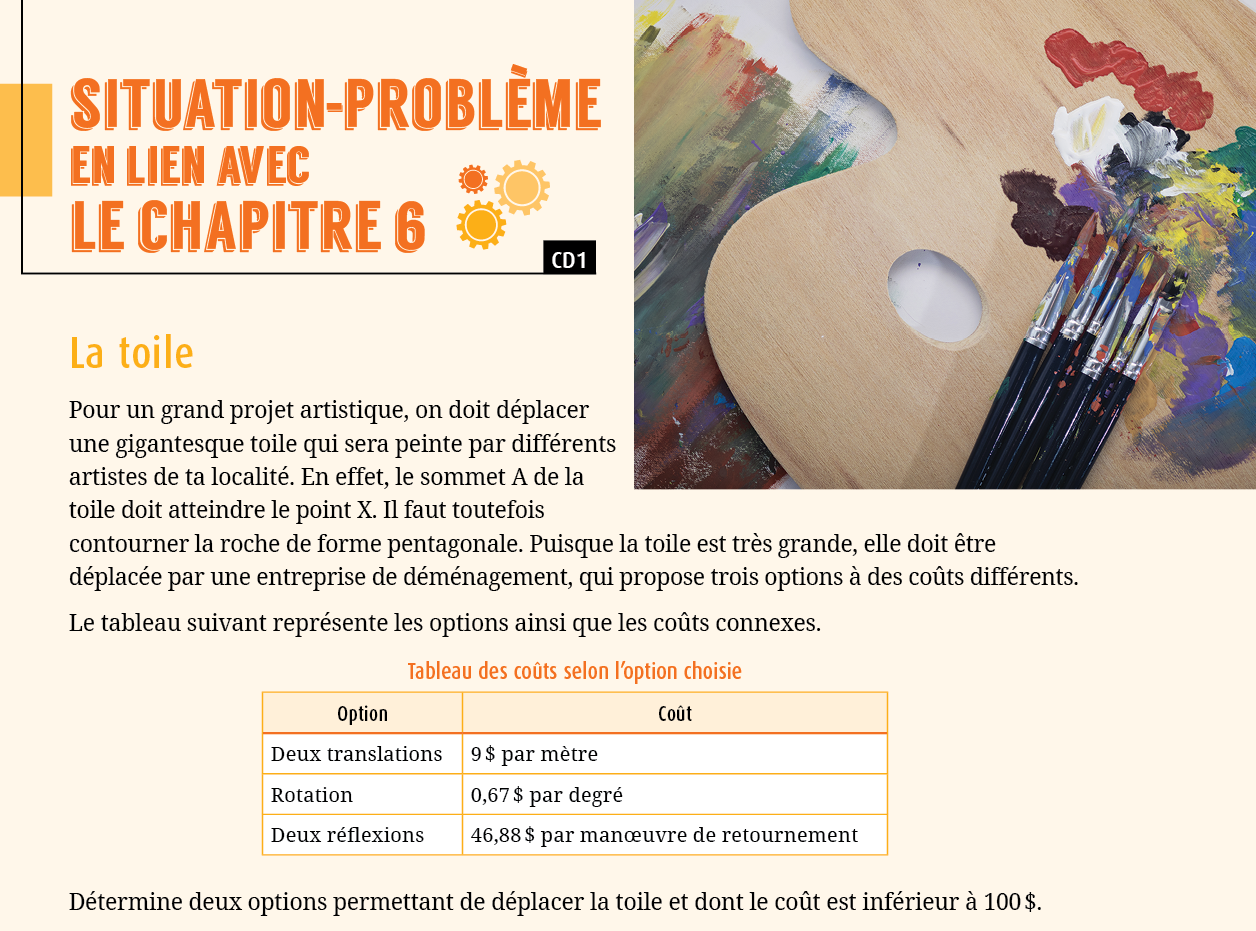 SITUATION-PROBLÈME
EN LIEN AVEC
LE CHAPITRE 6
CD1
La toile
Pour un grand projet artistique, on doit déplacer
une gigantesque toile qui sera peinte par différents
artistes de ta localité. En effet, le sommet A de la
toile doit atteindre le point X. Il faut toutefois
contourner la roche de forme pentagonale. Puisque la toile est très grande, elle doit être
déplacée par une entreprise de déménagement, qui propose trois options à des coûts différents.
Le tableau suivant représente les options ainsi que les coûts connexes.
Tableau des coûts selon l’option choisie
Option Coût
Deux translations 9 $ par mètre
Rotation 0,67 $ par degré
Deux réflexions 46,88 $ par manœuvre de retournement
Détermine deux options permettant de déplacer la toile et dont le coût est inférieur à 100 $.